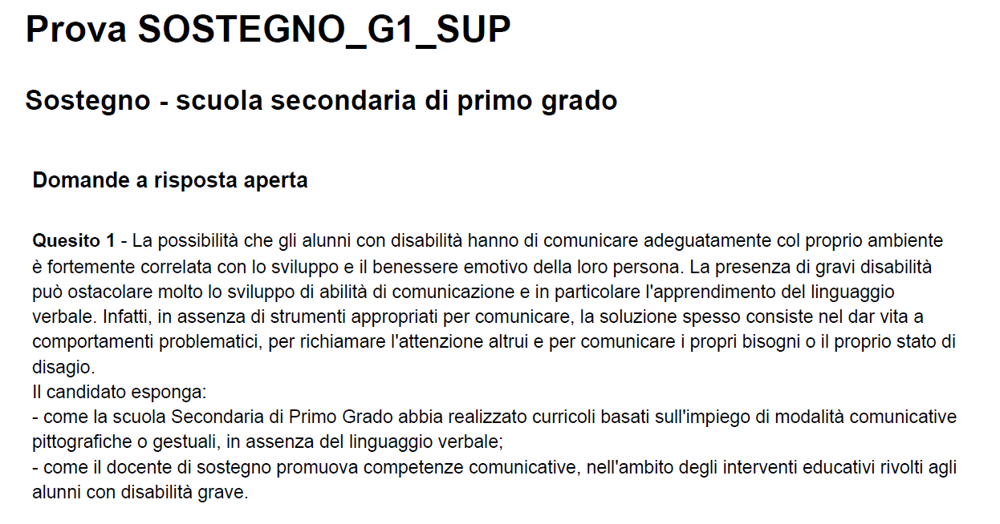 Prova SOSTEGNO_G1_SUP
Sostegno - scuola secondaria di primo grado
Domande a risposta aperta
Quesito 1 - La possibilità che gli alunni con disabilità hanno di comunicare adeguatamente col proprio ambiente
è fortemente correlata con lo sviluppo e il benessere emotivo della loro persona. La presenza di gravi disabilità
può ostacolare molto lo sviluppo di abilità di comunicazione e in particolare l'apprendimento del linguaggio
verbale. Infatti, in assenza di strumenti appropriati per comunicare, la soluzione spesso consiste nel dar vita a
comportamenti problematici, per richiamare l'attenzione altrui e per comunicare i propri bisogni o il proprio stato di
disagio.
Il candidato esponga:
- come la scuola Secondaria di Primo Grado abbia realizzato curricoli basati sull'impiego di modalità comunicative
pittografiche o gestuali, in assenza del linguaggio verbale;
- come il docente di sostegno promuova competenze comunicative, nell'ambito degli interventi educativi rivolti agli
alunni con disabilità grave.